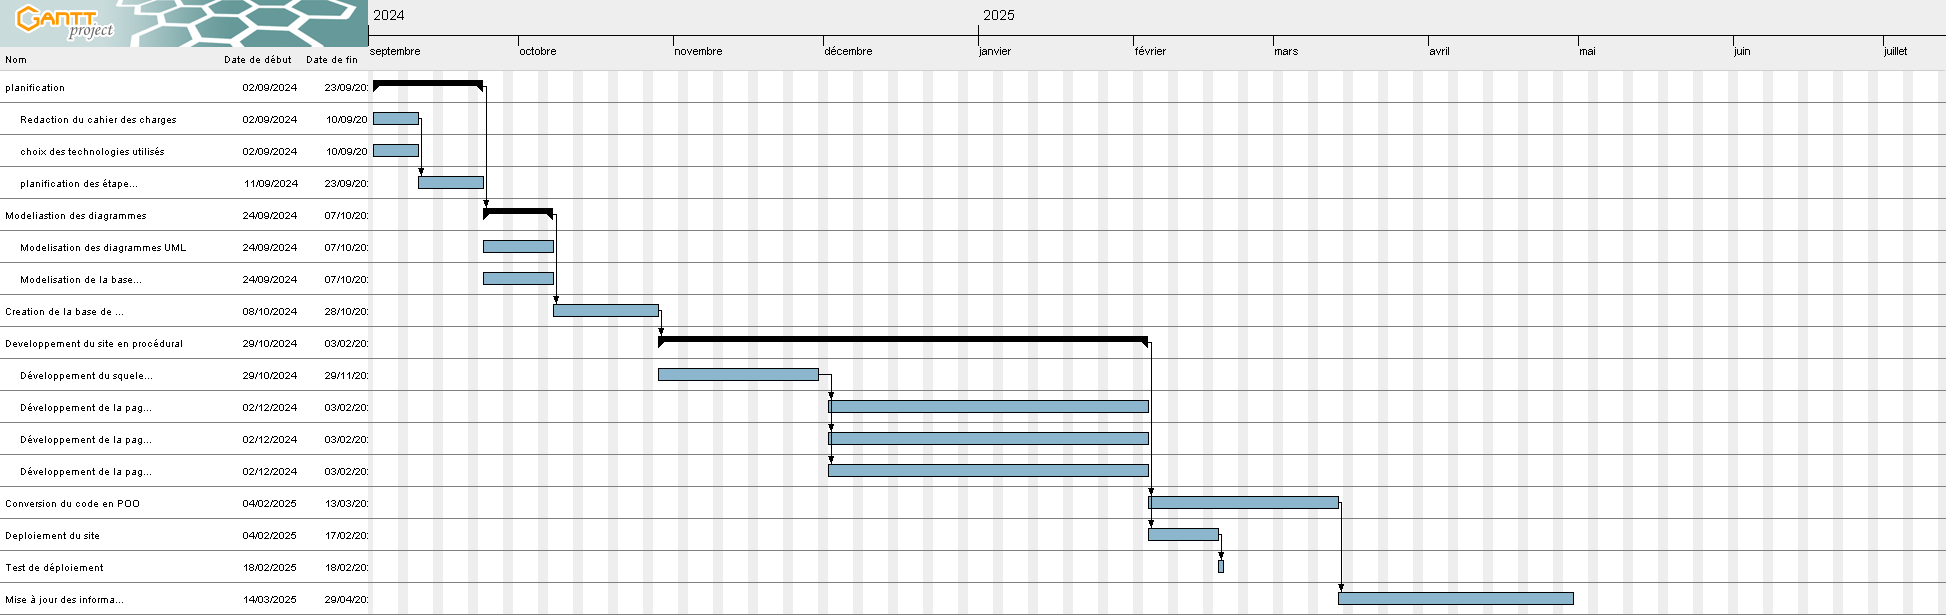 GANTT project
2024 2025
septembre octobre novembre décembre janvier février mars avril mai juin juillet
Nom Date de début Date de fin
planification 02/09/2024 23/09/20
Redaction du cahier des charges 02/09/2024 10/09/20
choix des technologies utilisés 02/09/2024 10/09/20
planification des étape... 11/09/2024 23/09/20
Modeliastion des diagrammes 24/09/2024 07/10/20
Modelisation des diagrammes UML 24/09/2024 07/10/20
Modelisation de la base... 24/09/2024 07/10/20
Creation de la base de ... 08/10/2024 28/10/20
Developpement du site en procédural 29/10/2024 03/02/20
Développement du squele... 29/10/2024 29/11/20
Développement de la pag... 02/12/2024 03/02/20
Développement de la pag... 02/12/2024 03/02/20
Développement de la pag... 02/12/2024 03/02/20
Conversion du code en POO 04/02/2025 13/03/20
Deploiement du site 04/02/2025 17/02/20
Test de déploiement 18/02/2025 18/02/20
Mise à jour des informa... 14/03/2025 29/04/20